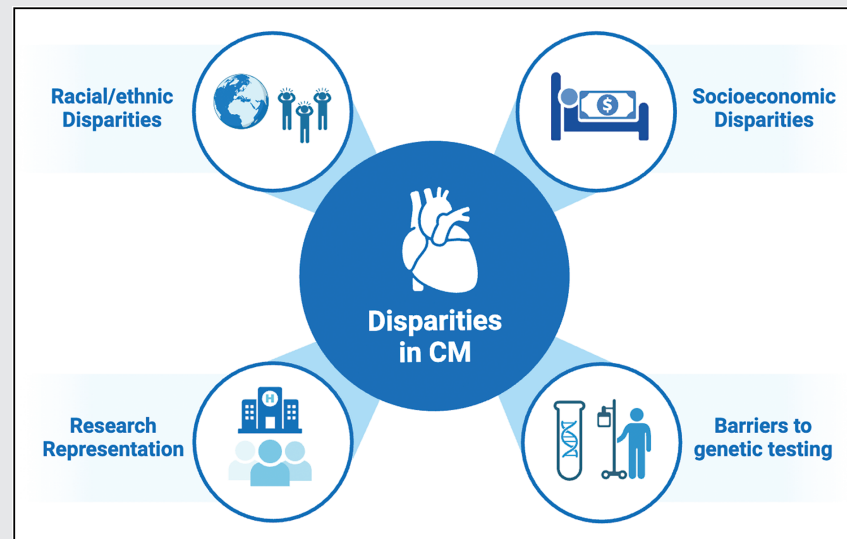 Racial/ethnic
Disparities
$
Socioeconomic
Disparities
Disparities
in CM
H
Research
Representation
Barriers to
genetic testing